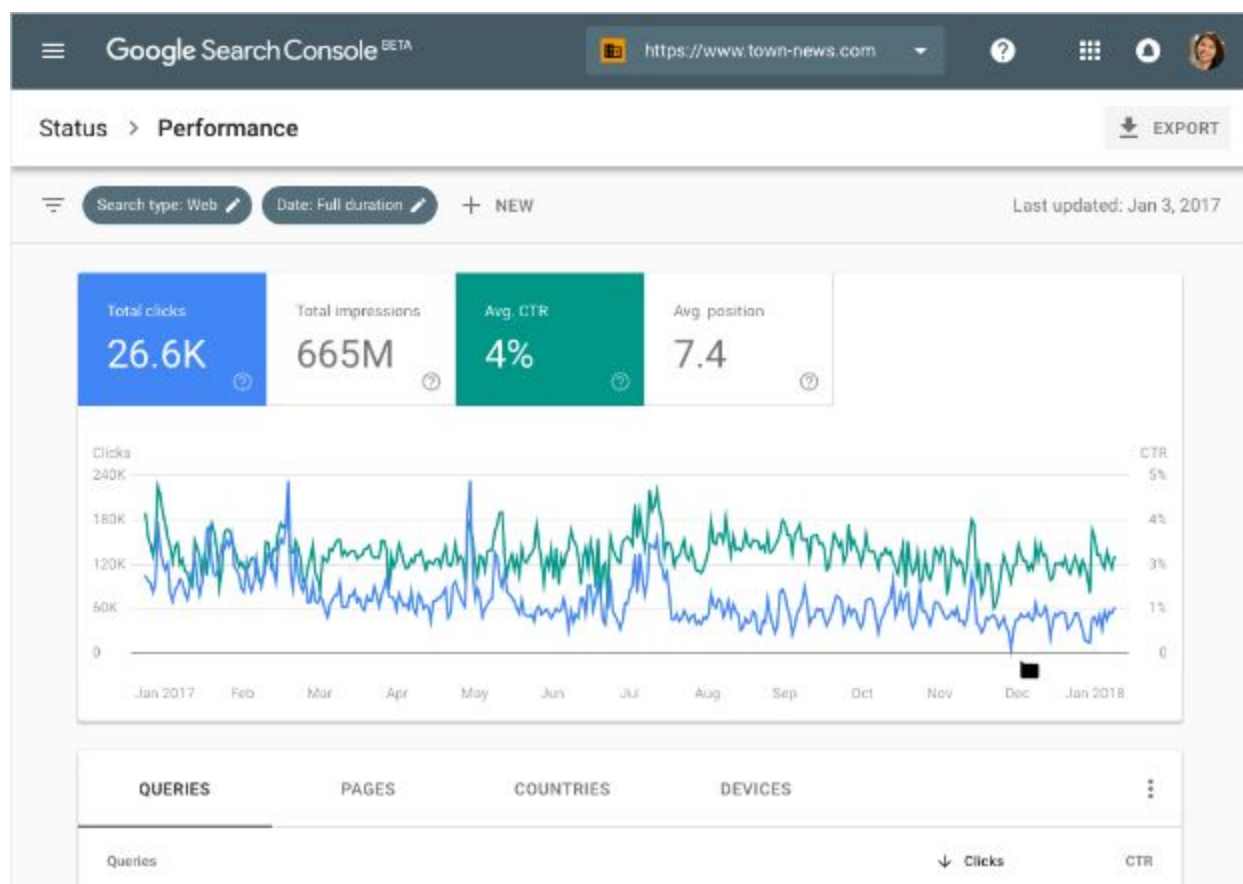 Google Search Console BETA
https://www.town-news.com
?
Status > Performance
EXPORT
Search type: Web
Date: Full duration
+ NEW
Last updated: Jan 3, 2017
Total clicks
26.6K
?
Total impressions
665M
?
Avg. CTR
4%
?
Avg. position
7.4
?
Clicks
CTR
240K
5%
180K
4%
120K
3%
60K
1%
0
0
Jan 2017 Feb Mar Apr May Jun Jul Aug Sep Oct Nov Dec Jan 2018
QUERIES PAGES COUNTRIES DEVICES
Queries
Clicks
CTR